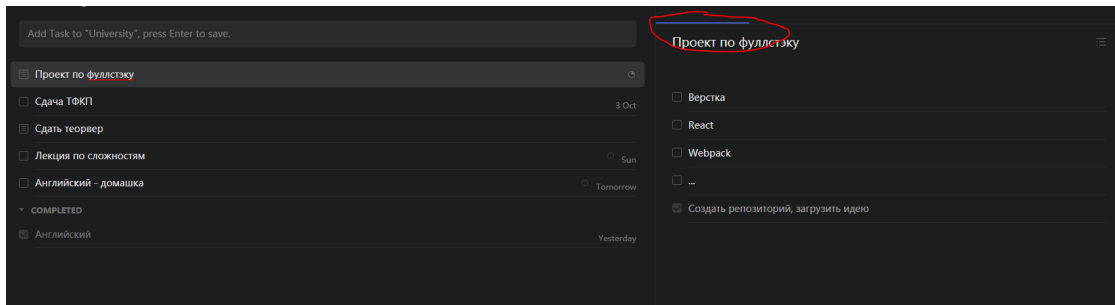 Add Task to "University", press Enter to save.
Проект по фуллстэку
Сдача ТФКП
3 Oct
Сдать теорвер
Лекция по сложностям
Sun
Английский - домашка
Tomorrow
COMPLETED
Английский
Yesterday
Проект по фуллстэку
Верстка
React
Webpack
...
Создать репозиторий, загрузить идею